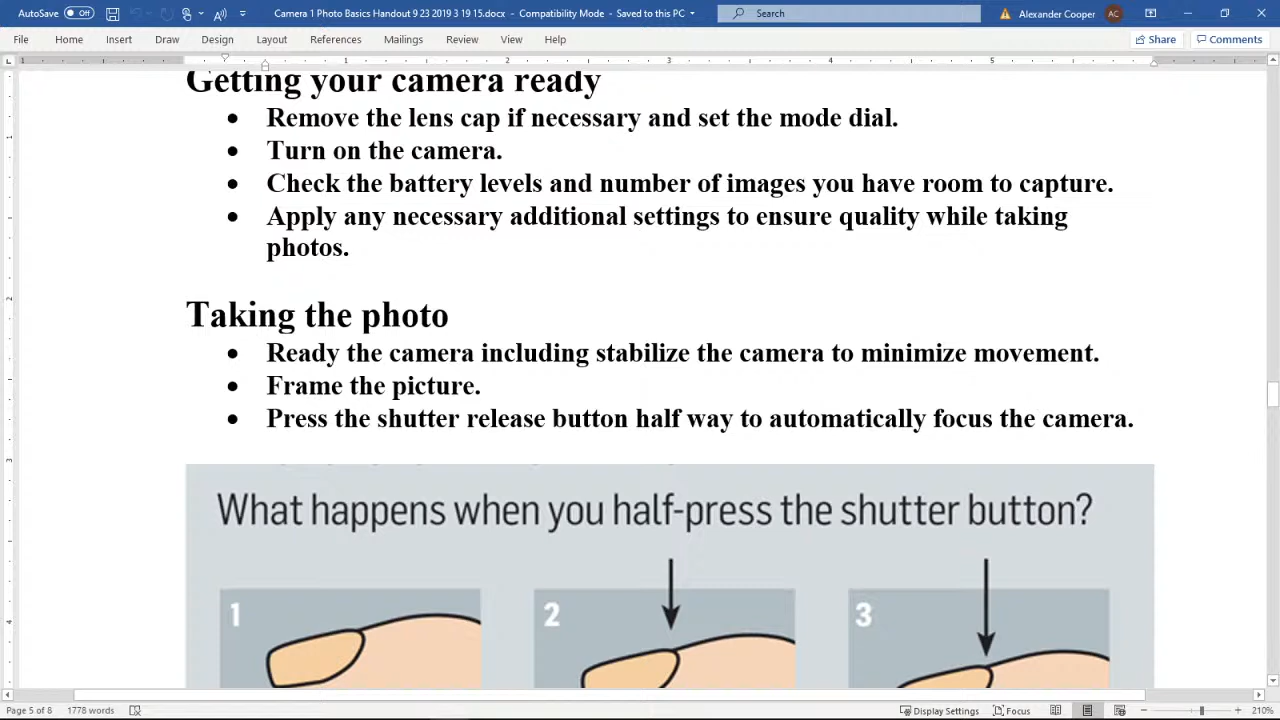 AutoSave Off Camera 1 Photo Basics Handout 9 23 2019 3 19 15.docx - Compatibility Mode - Saved to this PC Search Alexander Cooper AC
File Home Insert Draw Design Layout References Mailings Review View Help Share Comments
1 1 2 3 4 5
Getting your camera ready
• Remove the lens cap if necessary and set the mode dial.
• Turn on the camera.
• Check the battery levels and number of images you have room to capture.
• Apply any necessary additional settings to ensure quality while taking
photos.
Taking the photo
• Ready the camera including stabilize the camera to minimize movement.
• Frame the picture.
• Press the shutter release button half way to automatically focus the camera.
What happens when you half-press the shutter button?
1 2 3
Page 5 of 8 1778 words Display Settings Focus 210%